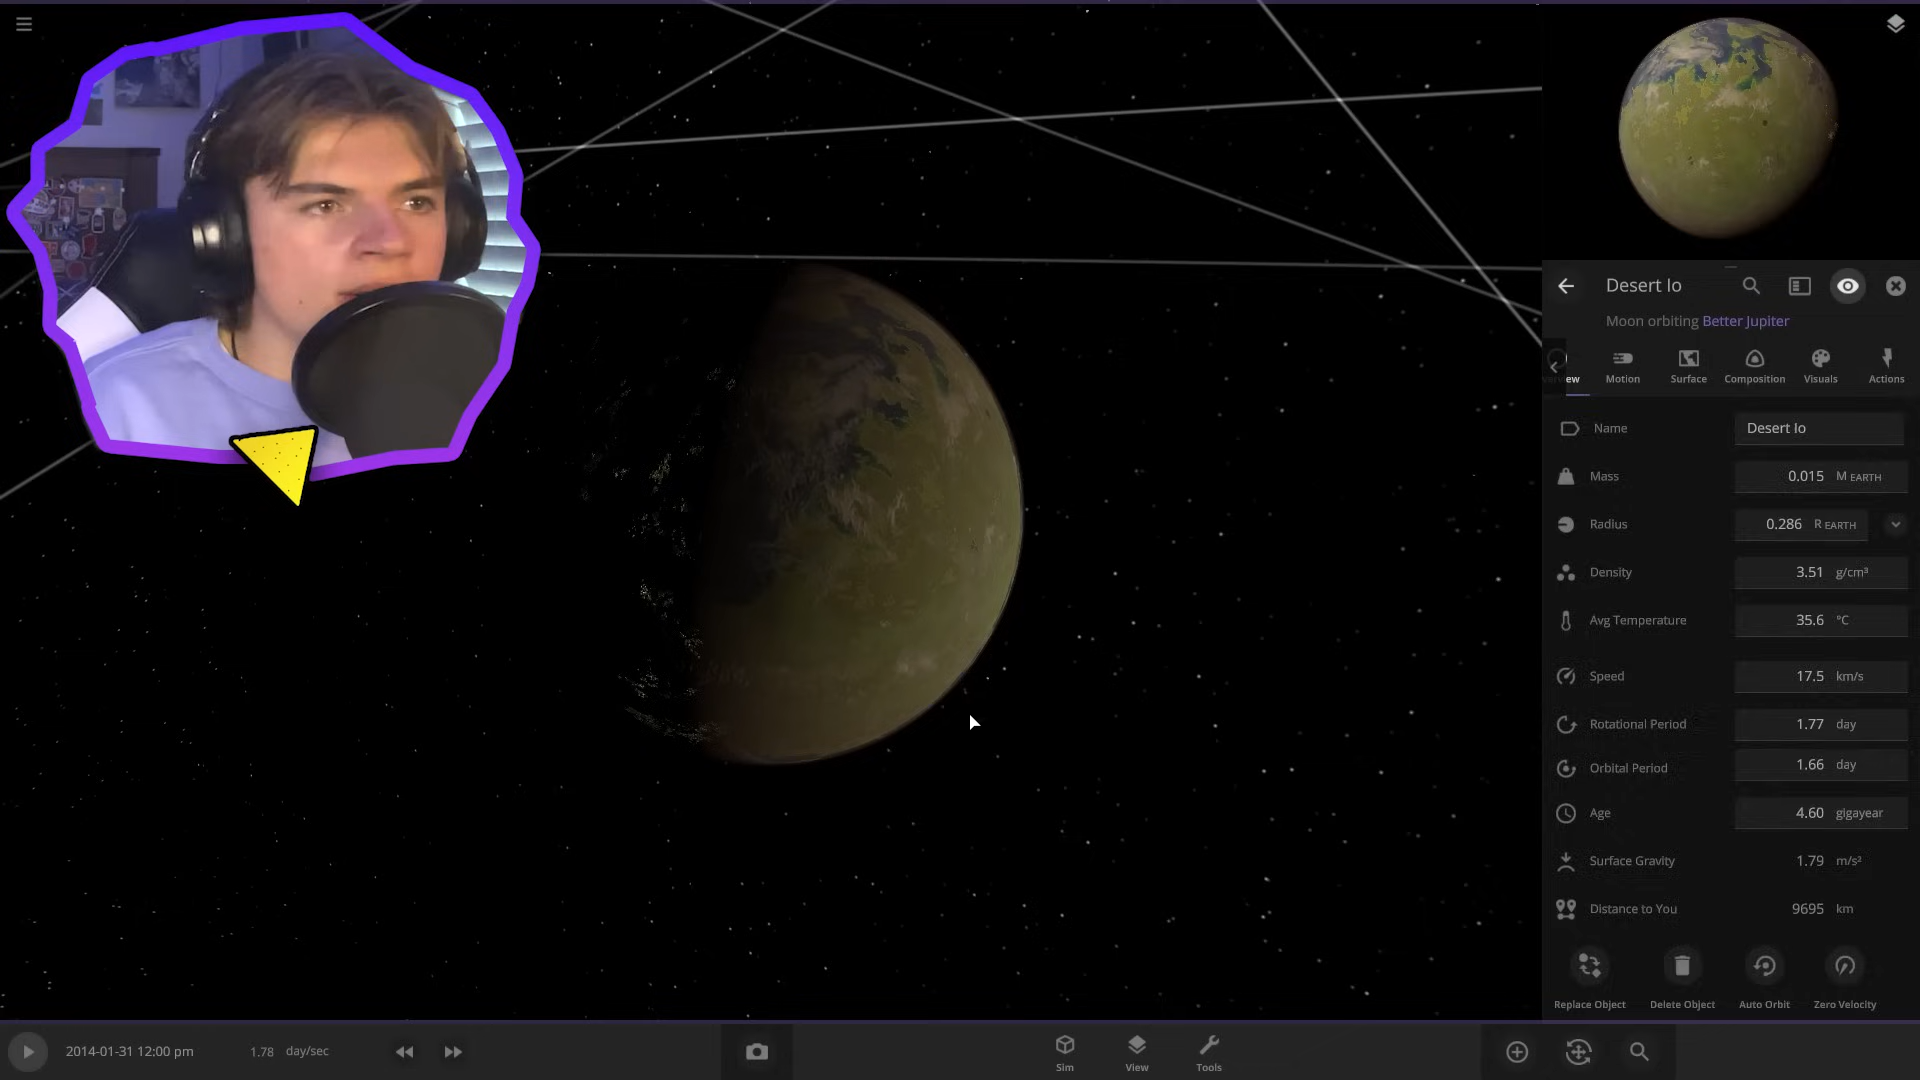 Desert Io
Moon orbiting Better Jupiter
ew Motion Surface Composition Visuals Actions
Name Desert Io
Mass 0.015 M EARTH
Radius 0.286 R EARTH
Density 3.51 g/cm³
Avg Temperature 35.6 °C
Speed 17.5 km/s
Rotational Period 1.77 day
Orbital Period 1.66 day
Age 4.60 gigayear
Surface Gravity 1.79 m/s²
Distance to You 9695 km
Replace Object Delete Object Auto Orbit Zero Velocity
2014-01-31 12:00 pm 1.78 day/sec
Sim View Tools